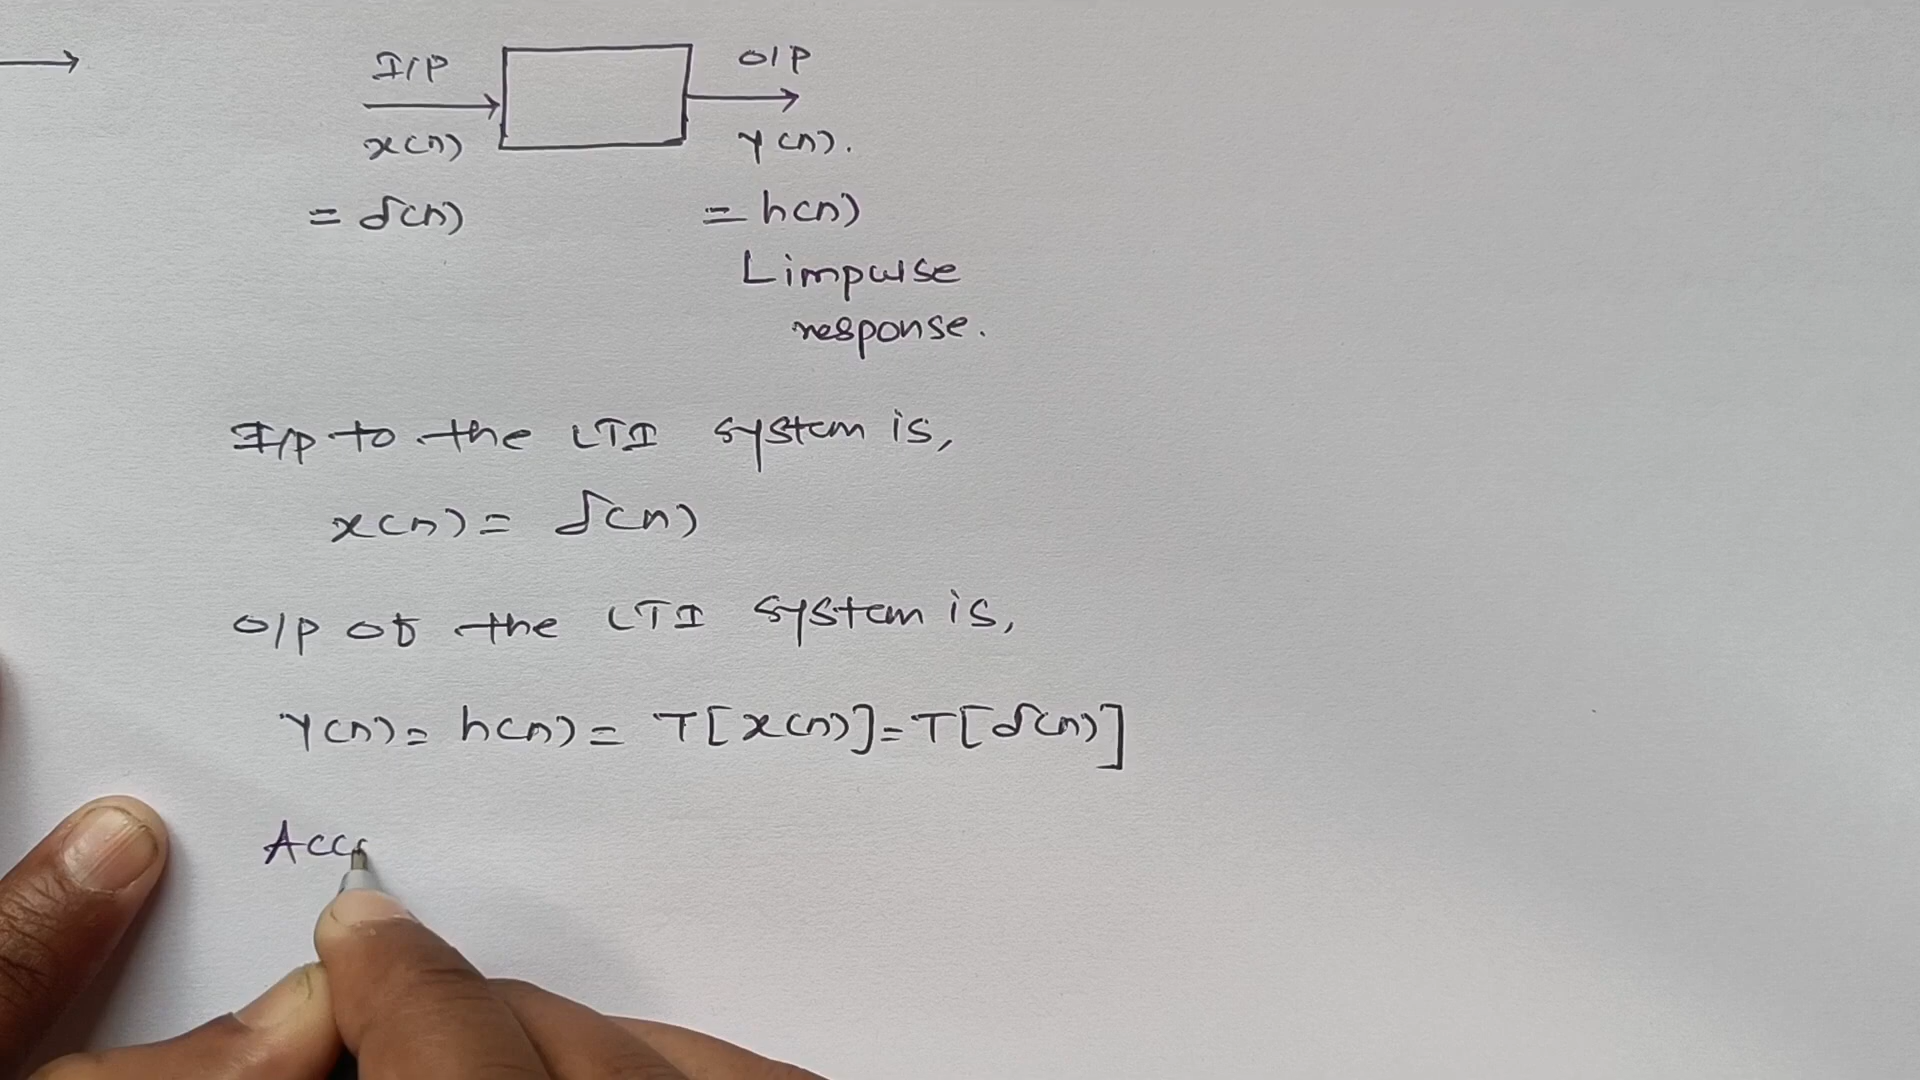 I/P O/P
x(n) y(n).
= δ(n) = h(n)
impulse
response.
I/p to the LTI system is,
x(n) = δ(n)
O/p of the LTI system is,
y(n) = h(n) = T[x(n)] = T[δ(n)]
Acc